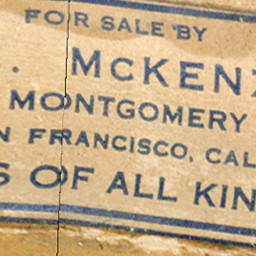 FOR SALE BY
. McKENZ
MONTGOMERY
N FRANCISCO, CAL
S OF ALL KIN